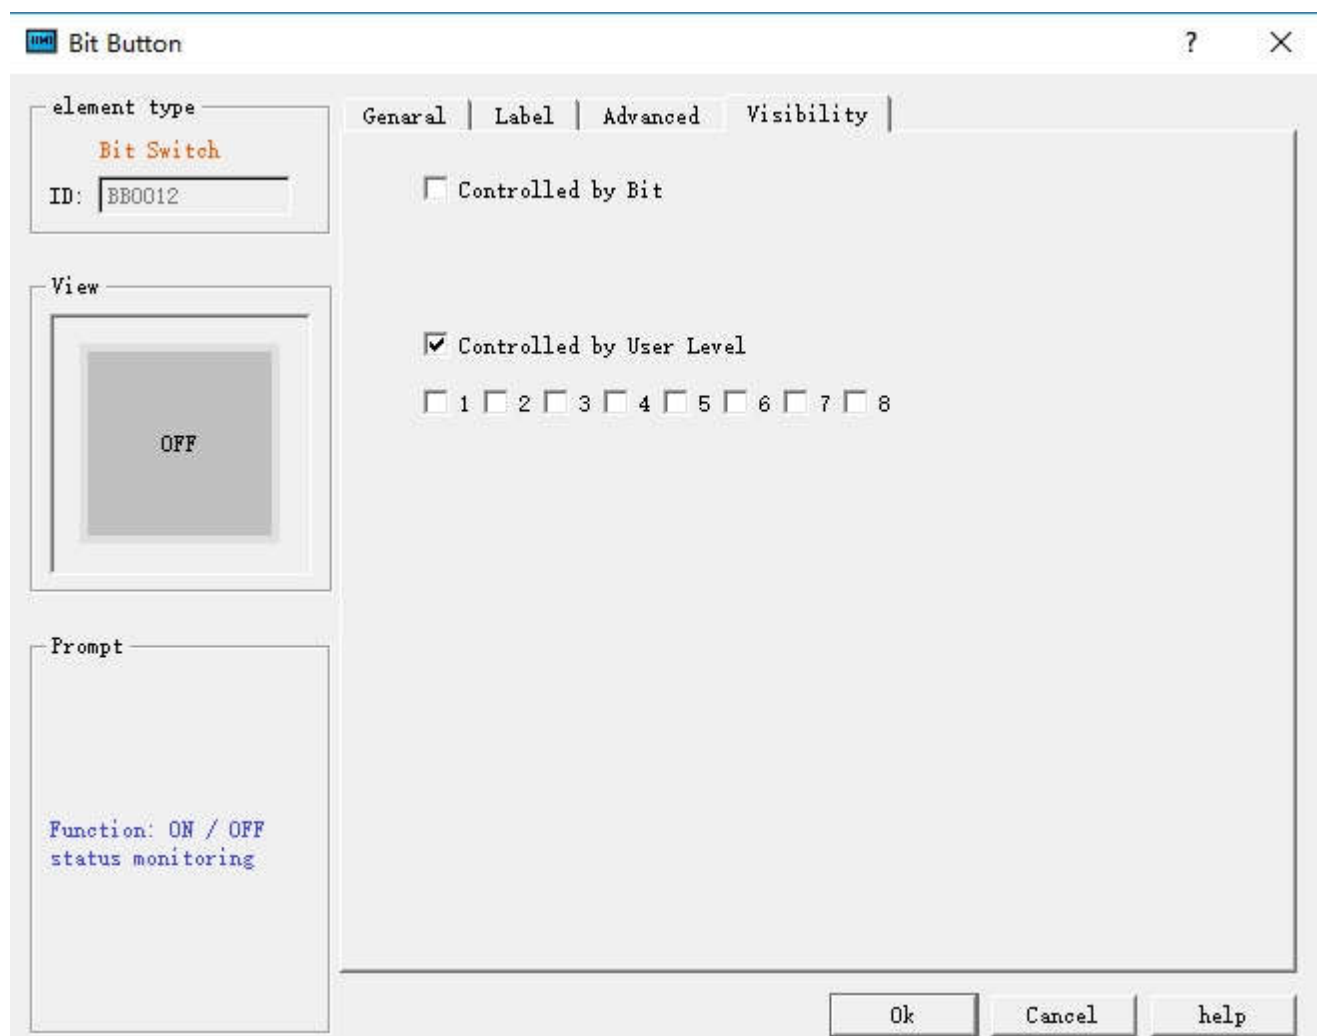 Bit Button
?
element type
Bit Switch
ID: BB0012
View
OFF
Prompt
Function: ON / OFF
status monitoring
Genaral Label Advanced Visibility
Controlled by Bit
Controlled by User Level
1 2 3 4 5 6 7 8
Ok Cancel help